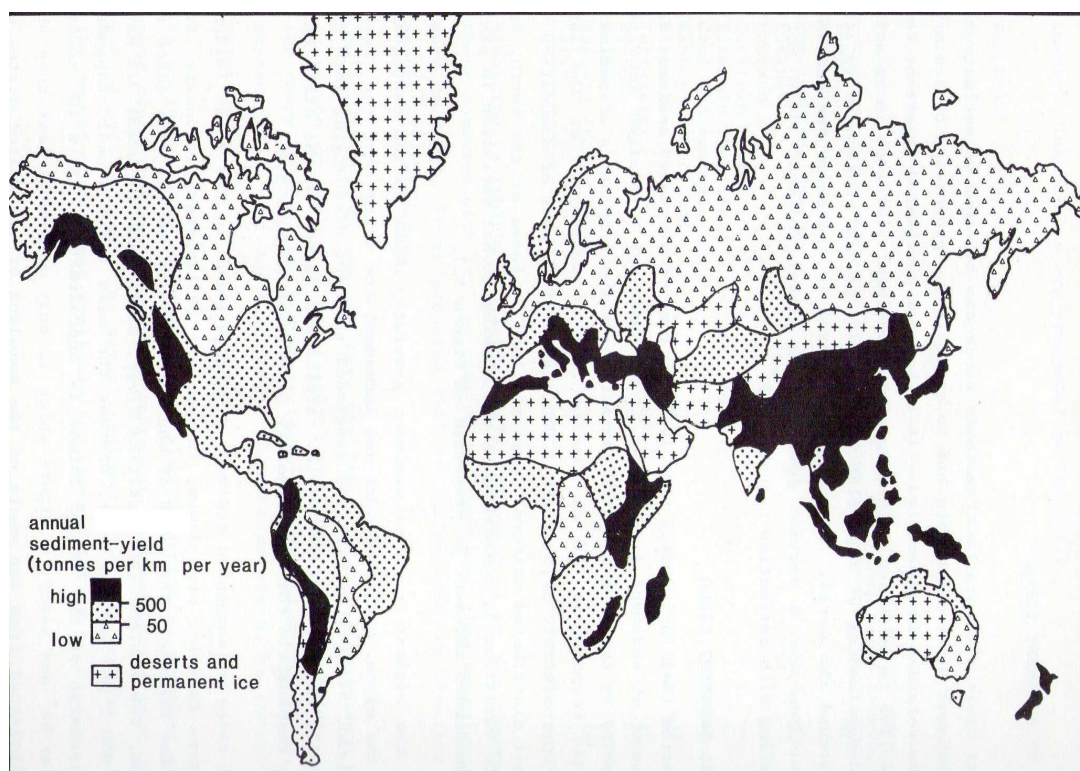 annual
sediment-yield
(tonnes per km per year)
high
500
50
low
deserts and
permanent ice